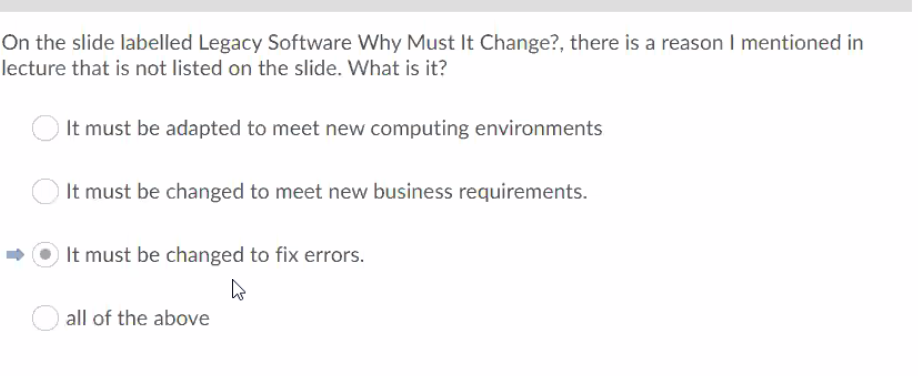 On the slide labelled Legacy Software Why Must It Change?, there is a reason I mentioned in
lecture that is not listed on the slide. What is it?
It must be adapted to meet new computing environments
It must be changed to meet new business requirements.
It must be changed to fix errors.
all of the above